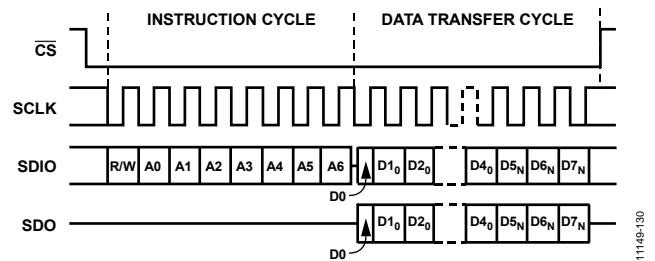 INSTRUCTION CYCLE DATA TRANSFER CYCLE
CS
SCLK
SDIO R/W A0 A1 A2 A3 A4 A5 A6 D1₀ D2₀ D4₀ D5N D6N D7N
D0
SDO D1₀ D2₀ D4₀ D5N D6N D7N
D0
11149-130